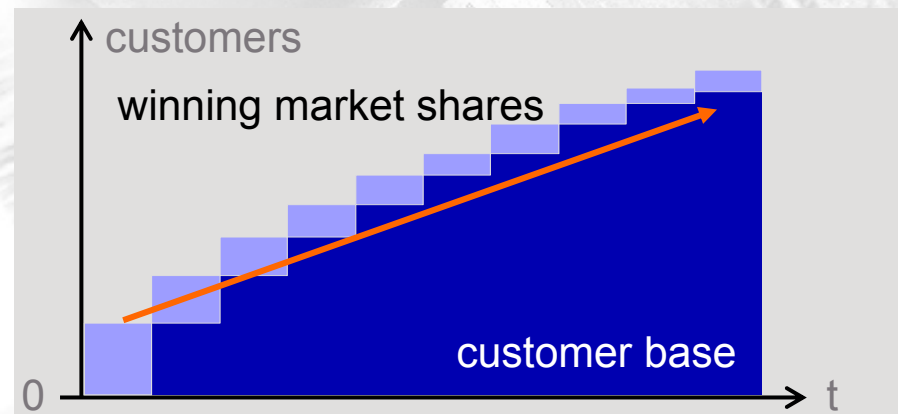 customers
winning market shares
customer base
0
t